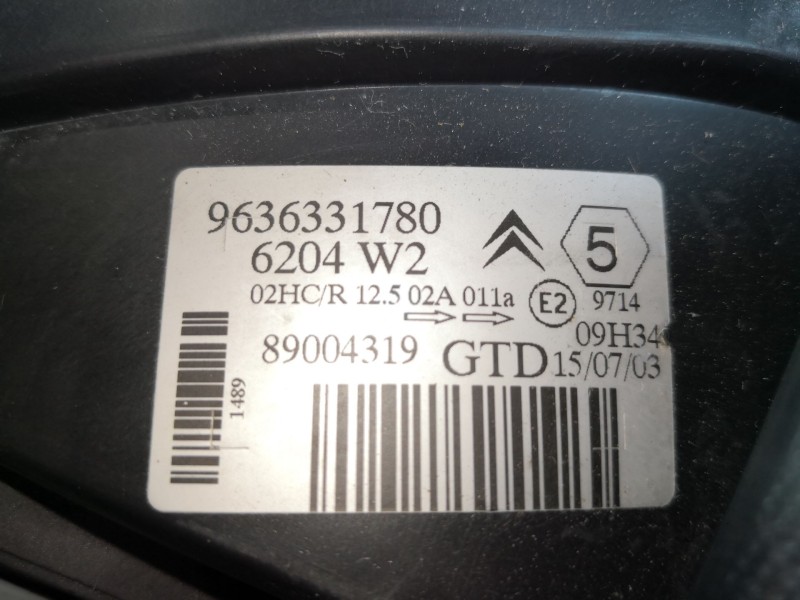 9636331780
5
6204 W2
02HC/R 12.5 02A 011a E2 9714
09H34
89004319 GTD 15/07/03
1489